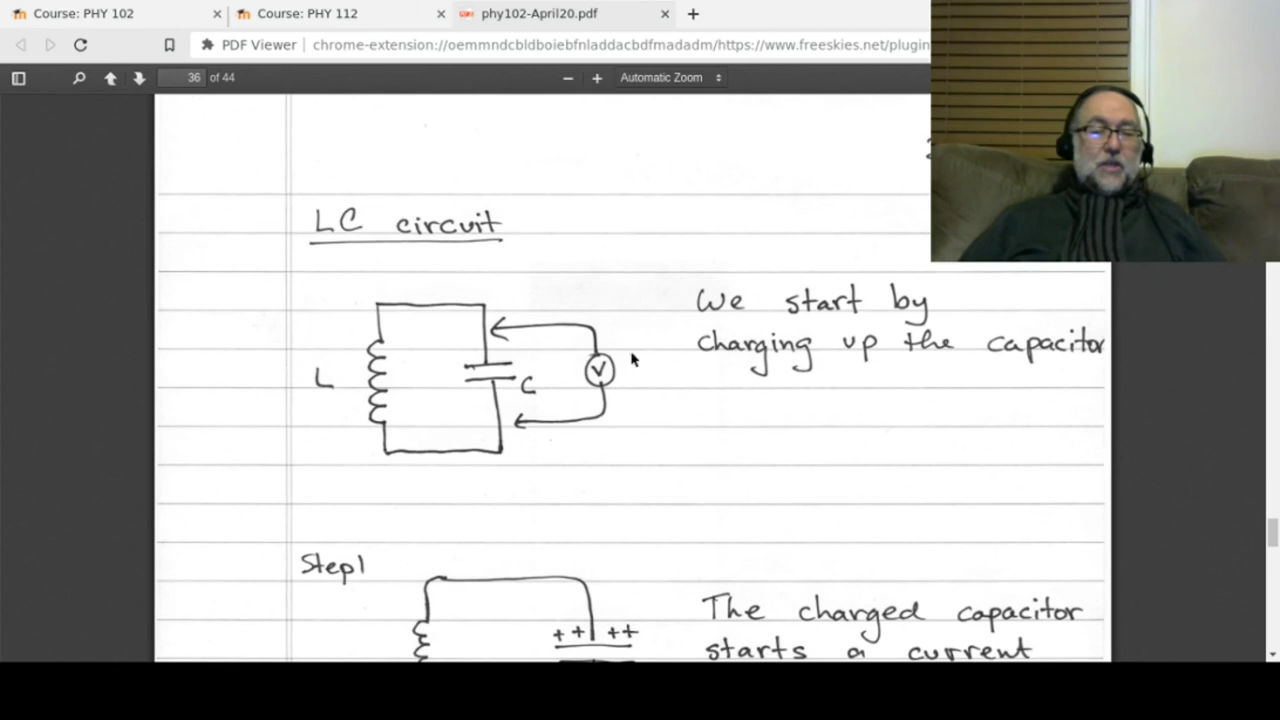 Course: PHY 102
Course: PHY 112
phy102-April20.pdf
PDF Viewer
chrome-extension://oemmndcbldboiebfnladdacbdfmadadm/https://www.freeskies.net/plugin
36 of 44
Automatic Zoom
LC circuit
We start by
charging up the capacitor
L
C
V
Step1
++ ++
The charged capacitor
starts a current